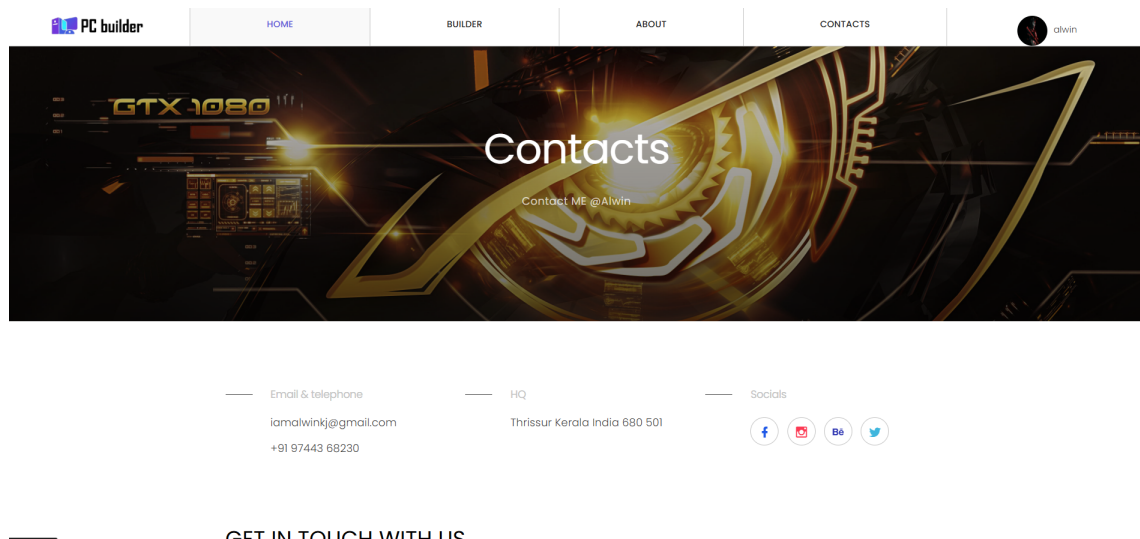 PC builder
HOME
BUILDER
ABOUT
CONTACTS
alwin
GTX 1080
Contacts
Contact ME @Alwin
Email & telephone
iamalwinkj@gmail.com
+91 97443 68230
HQ
Thrissur Kerala India 680 501
Socials
Bē
GET IN TOUCH WITH US